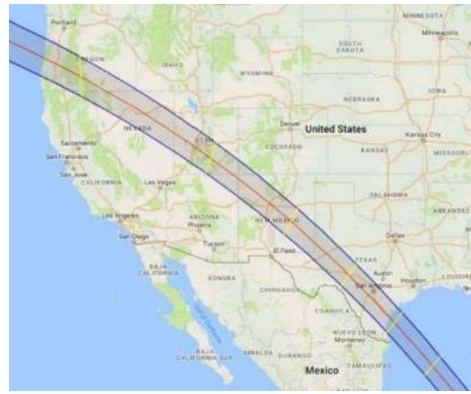 Portland
MINNESOTA
Minneapolis
OREGON
IDAHO
SOUTH
DAKOTA
WYOMING
IOWA
NEBRASKA
NEVADA
Sacramento
San Francisco
San Jose
CALIFORNIA
UTAH
Denver
United States
COLORADO
Kansas City
KANSAS
MISSOURI
Las Vegas
Los Angeles
San Diego
ARIZONA
Phoenix
Tucson
NEW MEXICO
OKLAHOMA
ARKANSAS
Dallas
El Paso
TEXAS
Austin
San Antonio
Houston
BAJA
CALIFORNIA
SONORA
CHIHUAHUA
COAHUILA
NUEVO LEON
Monterrey
BAJA
CALIFORNIA SUR
SINALOA
DURANGO
Mexico
TAMAULIPAS